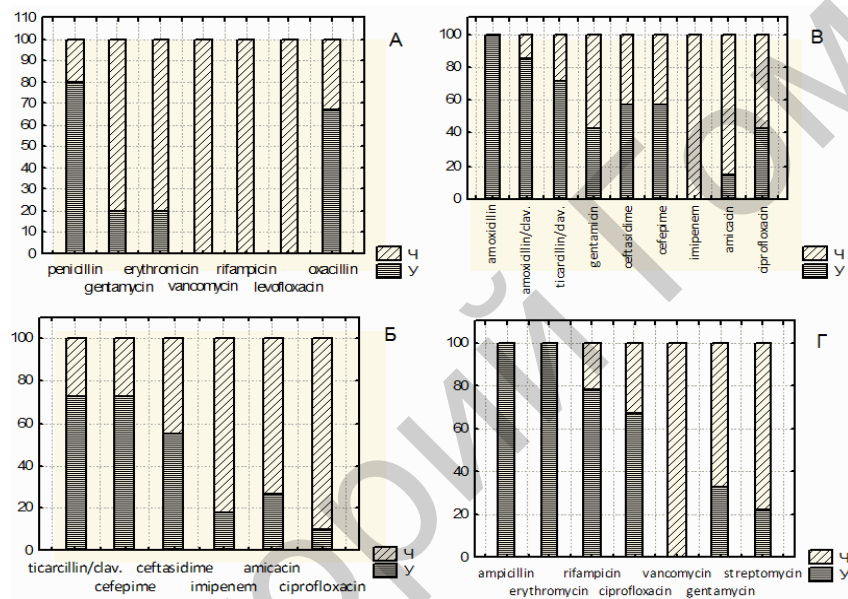 А
110
100
90
80
70
60
50
40
30
20
10
0
penicillin erythromicin rifampicin oxacillin
gentamycin vancomycin levofloxacin
Ч
У
В
100
80
60
40
20
0
amoxicillin
amoxicillin/clav.
ticarcillin/clav.
gentamicin
ceftasidime
cefepime
imipenem
amicacin
ciprofloxacin
Ч
У
Б
100
80
60
40
20
0
ticarcillin/clav. ceftasidime amicacin
cefepime imipenem ciprofloxacin
Ч
У
Г
100
80
60
40
20
0
ampicillin rifampicin vancomycin streptomycin
erythromycin ciprofloxacin gentamycin
Ч
У
орий Гом